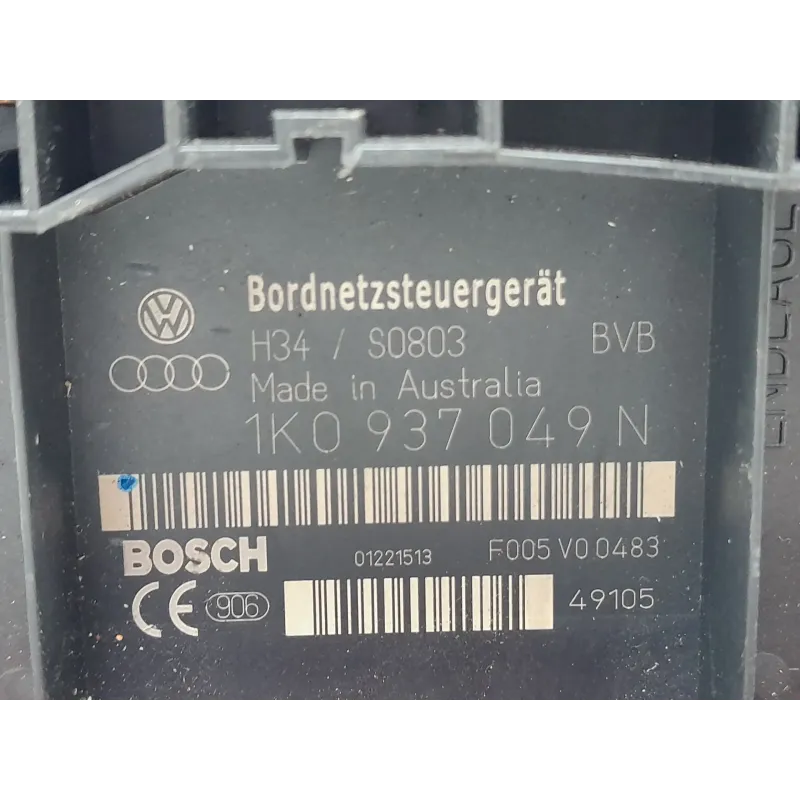 Bordnetzsteuergerät
H34 / S0803 BVB
Made in Australia
1K0 937 049 N
BOSCH 01221513 F005 V0 0483
CE 906 49105